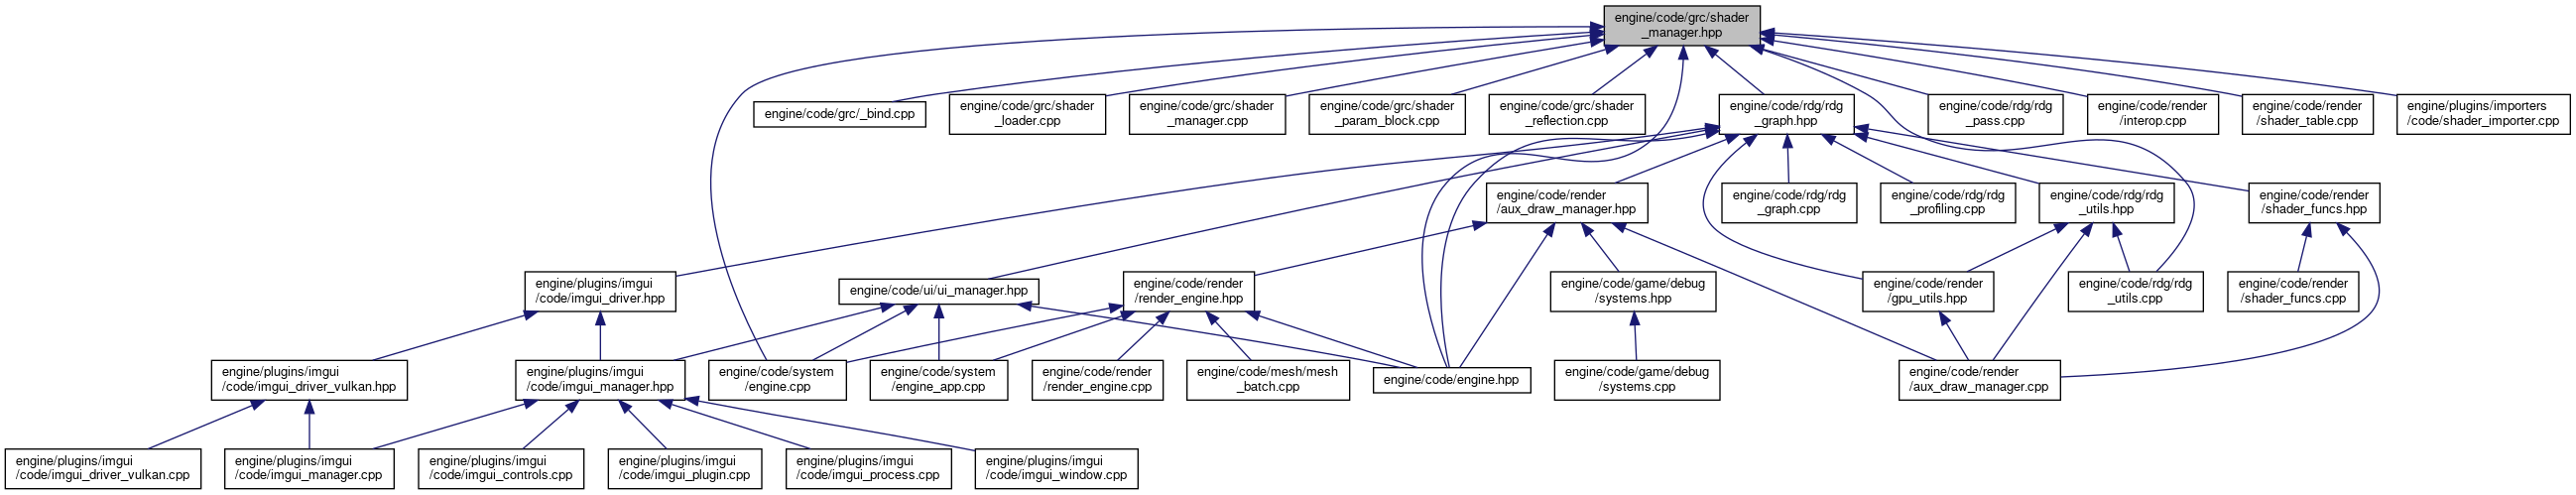 engine/code/grc/shader
_manager.hpp
engine/code/grc/_bind.cpp
engine/code/grc/shader
_loader.cpp
engine/code/grc/shader
_manager.cpp
engine/code/grc/shader
_param_block.cpp
engine/code/grc/shader
_reflection.cpp
engine/code/rdg/rdg
_graph.hpp
engine/code/rdg/rdg
_pass.cpp
engine/code/render
/interop.cpp
engine/code/render
/shader_table.cpp
engine/plugins/importers
/code/shader_importer.cpp
engine/code/render
/aux_draw_manager.hpp
engine/code/rdg/rdg
_graph.cpp
engine/code/rdg/rdg
_profiling.cpp
engine/code/rdg/rdg
_utils.hpp
engine/code/render
/shader_funcs.hpp
engine/plugins/imgui
/code/imgui_driver.hpp
engine/code/ui/ui_manager.hpp
engine/code/render
/render_engine.hpp
engine/code/game/debug
/systems.hpp
engine/code/render
/gpu_utils.hpp
engine/code/rdg/rdg
_utils.cpp
engine/code/render
/shader_funcs.cpp
engine/plugins/imgui
/code/imgui_driver_vulkan.hpp
engine/plugins/imgui
/code/imgui_manager.hpp
engine/code/system
/engine.cpp
engine/code/system
/engine_app.cpp
engine/code/render
/render_engine.cpp
engine/code/mesh/mesh
_batch.cpp
engine/code/engine.hpp
engine/code/game/debug
/systems.cpp
engine/code/render
/aux_draw_manager.cpp
engine/plugins/imgui
/code/imgui_driver_vulkan.cpp
engine/plugins/imgui
/code/imgui_manager.cpp
engine/plugins/imgui
/code/imgui_controls.cpp
engine/plugins/imgui
/code/imgui_plugin.cpp
engine/plugins/imgui
/code/imgui_process.cpp
engine/plugins/imgui
/code/imgui_window.cpp